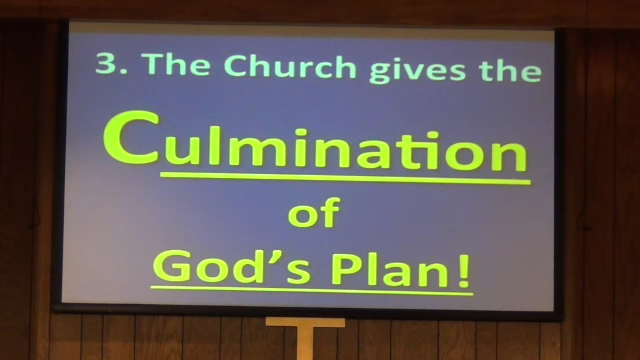 3. The Church gives the
Culmination
of
God's Plan!